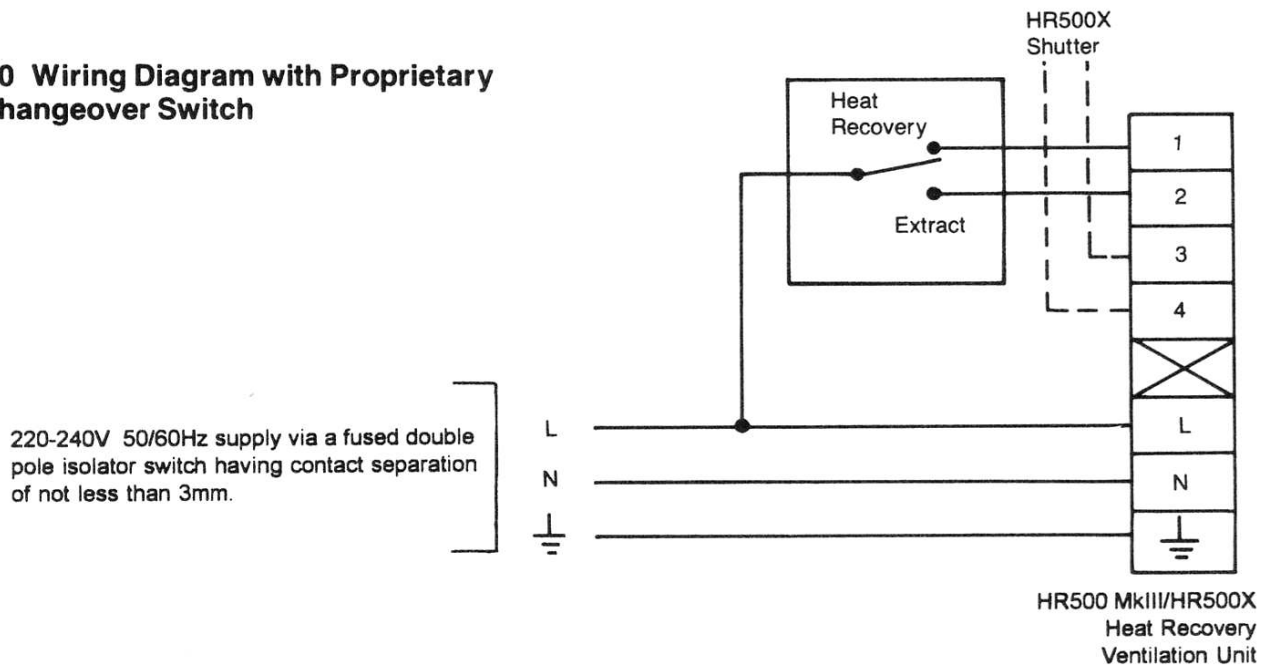 0 Wiring Diagram with Proprietary
hangeover Switch
HR500X
Shutter
Heat
Recovery
Extract
1
2
3
4
L
N
220-240V 50/60Hz supply via a fused double
pole isolator switch having contact separation
of not less than 3mm.
L
N
HR500 MkIII/HR500X
Heat Recovery
Ventilation Unit